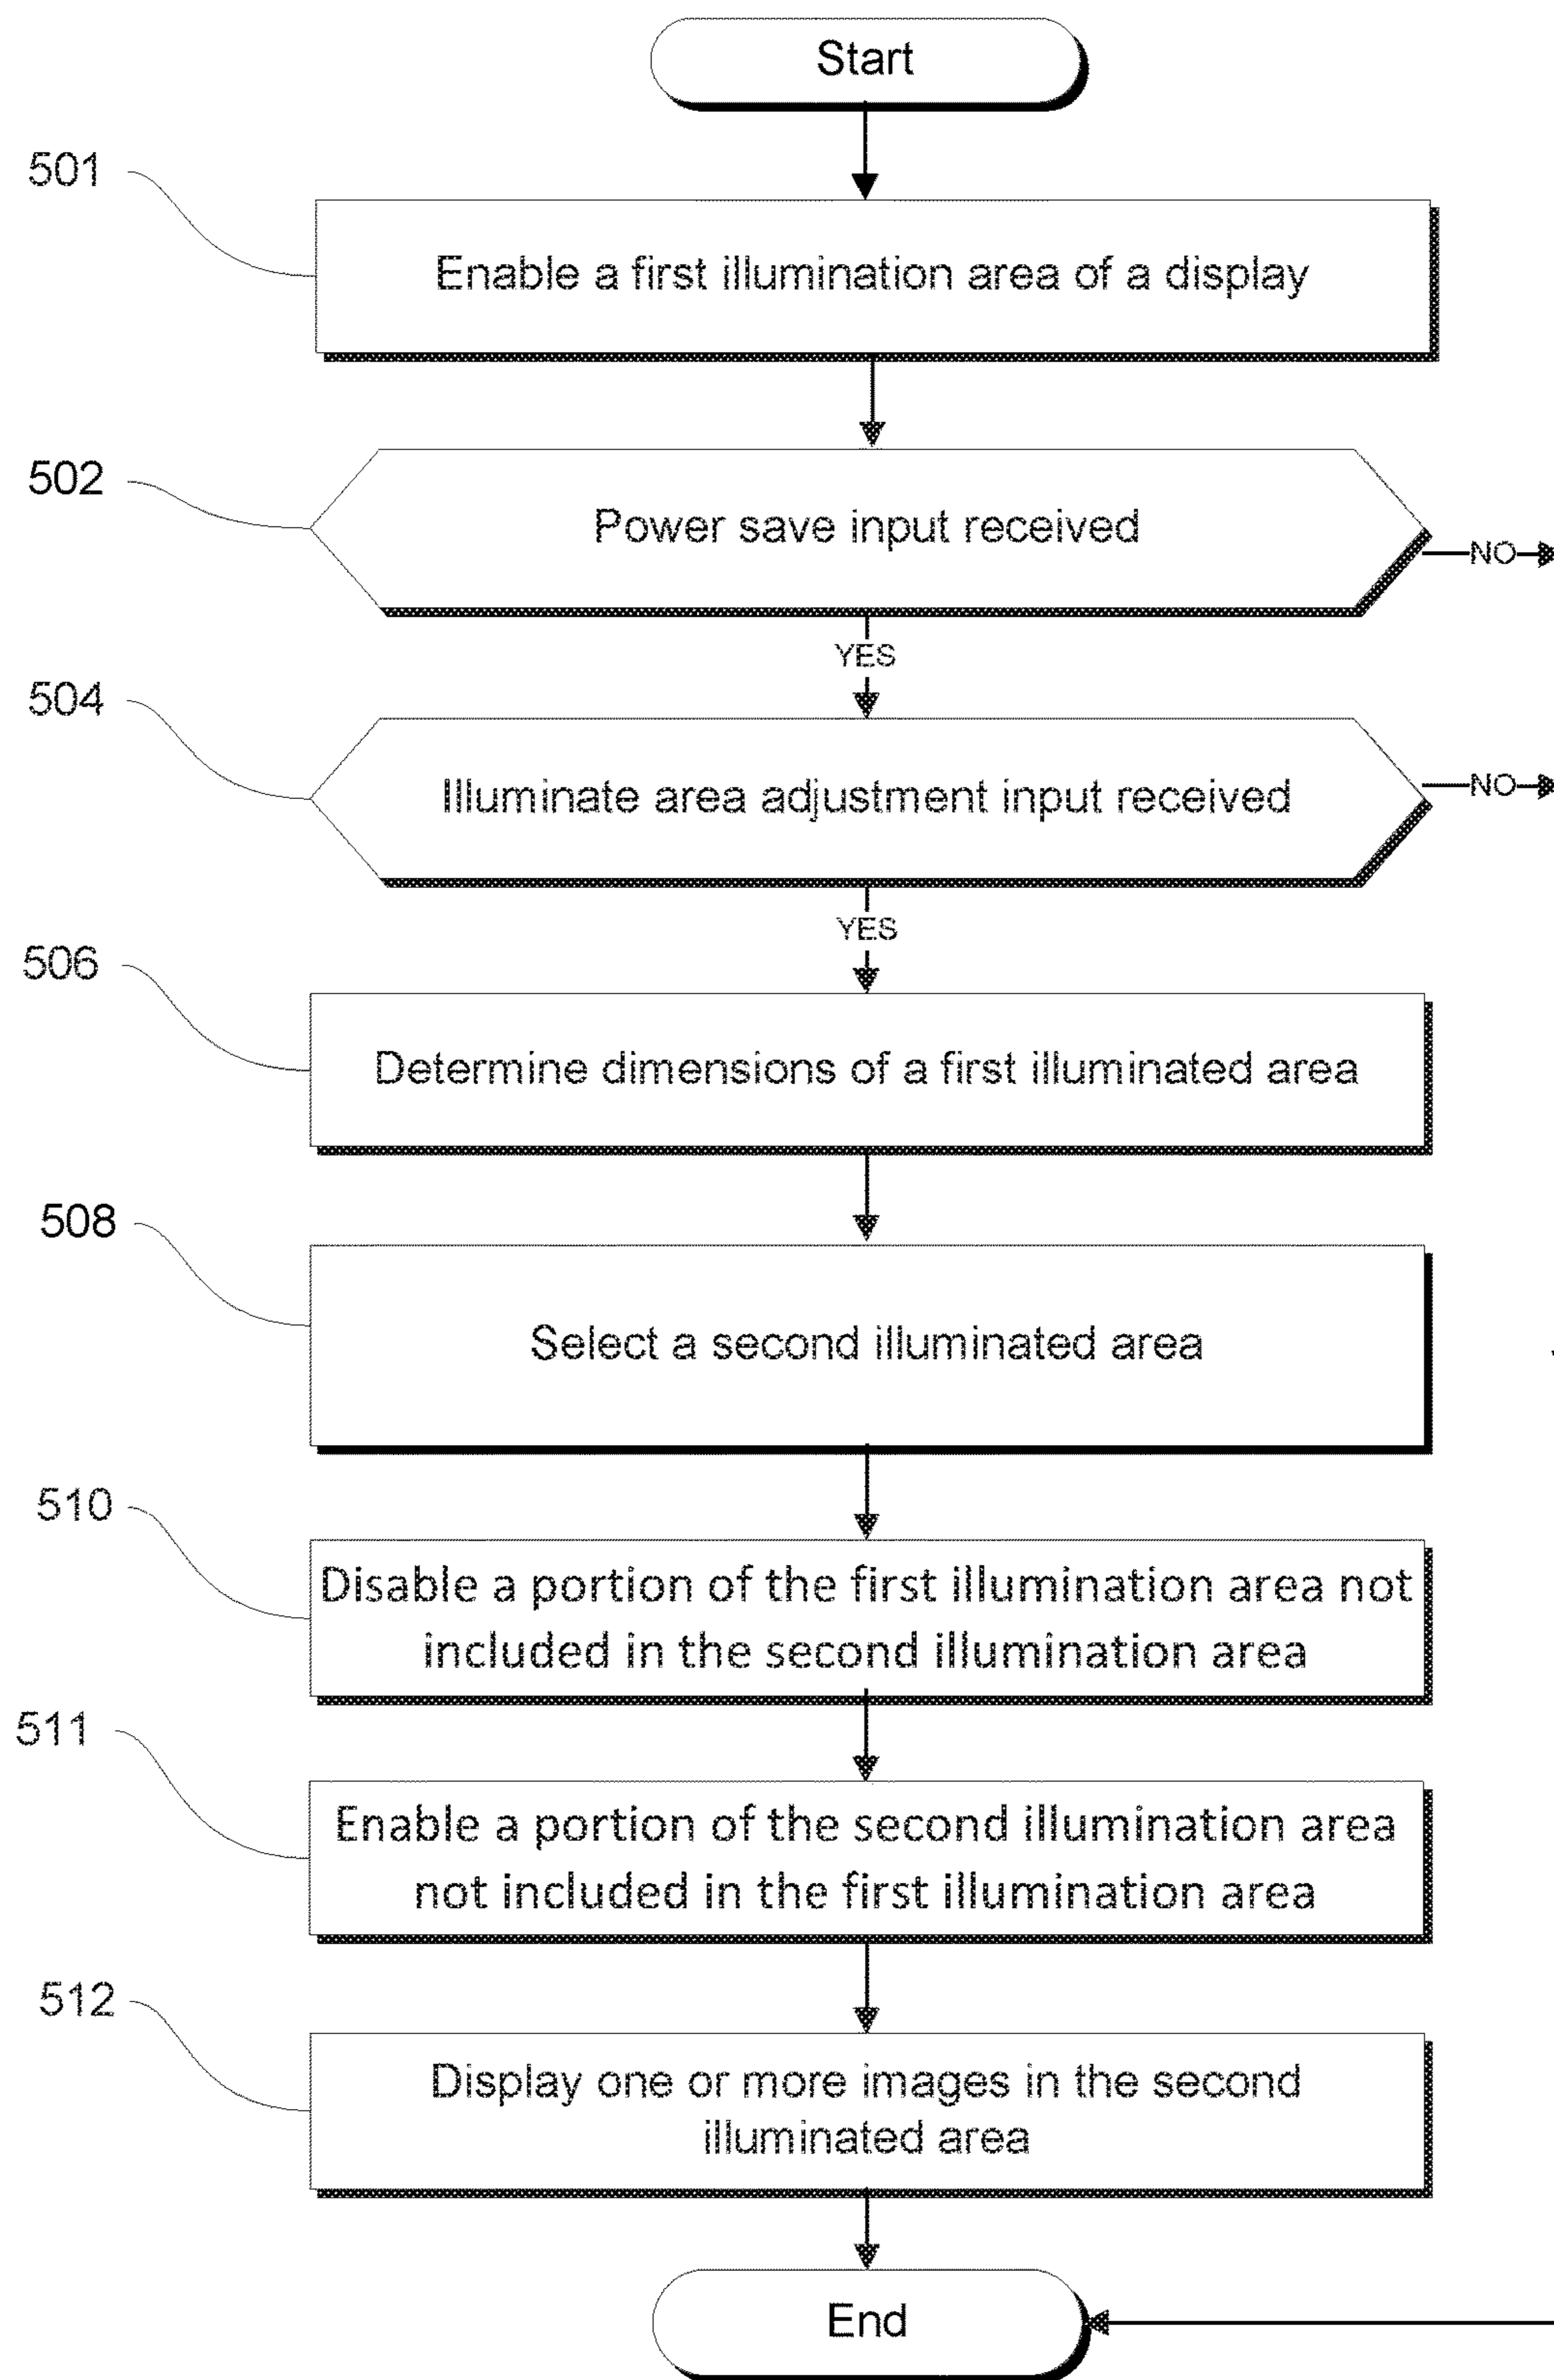 Start
501
Enable a first illumination area of a display
502
Power save input received
NO
YES
504
Illuminate area adjustment input received
NO
YES
506
Determine dimensions of a first illuminated area
508
Select a second illuminated area
510
Disable a portion of the first illumination area not
included in the second illumination area
511
Enable a portion of the second illumination area
not included in the first illumination area
512
Display one or more images in the second
illuminated area
End